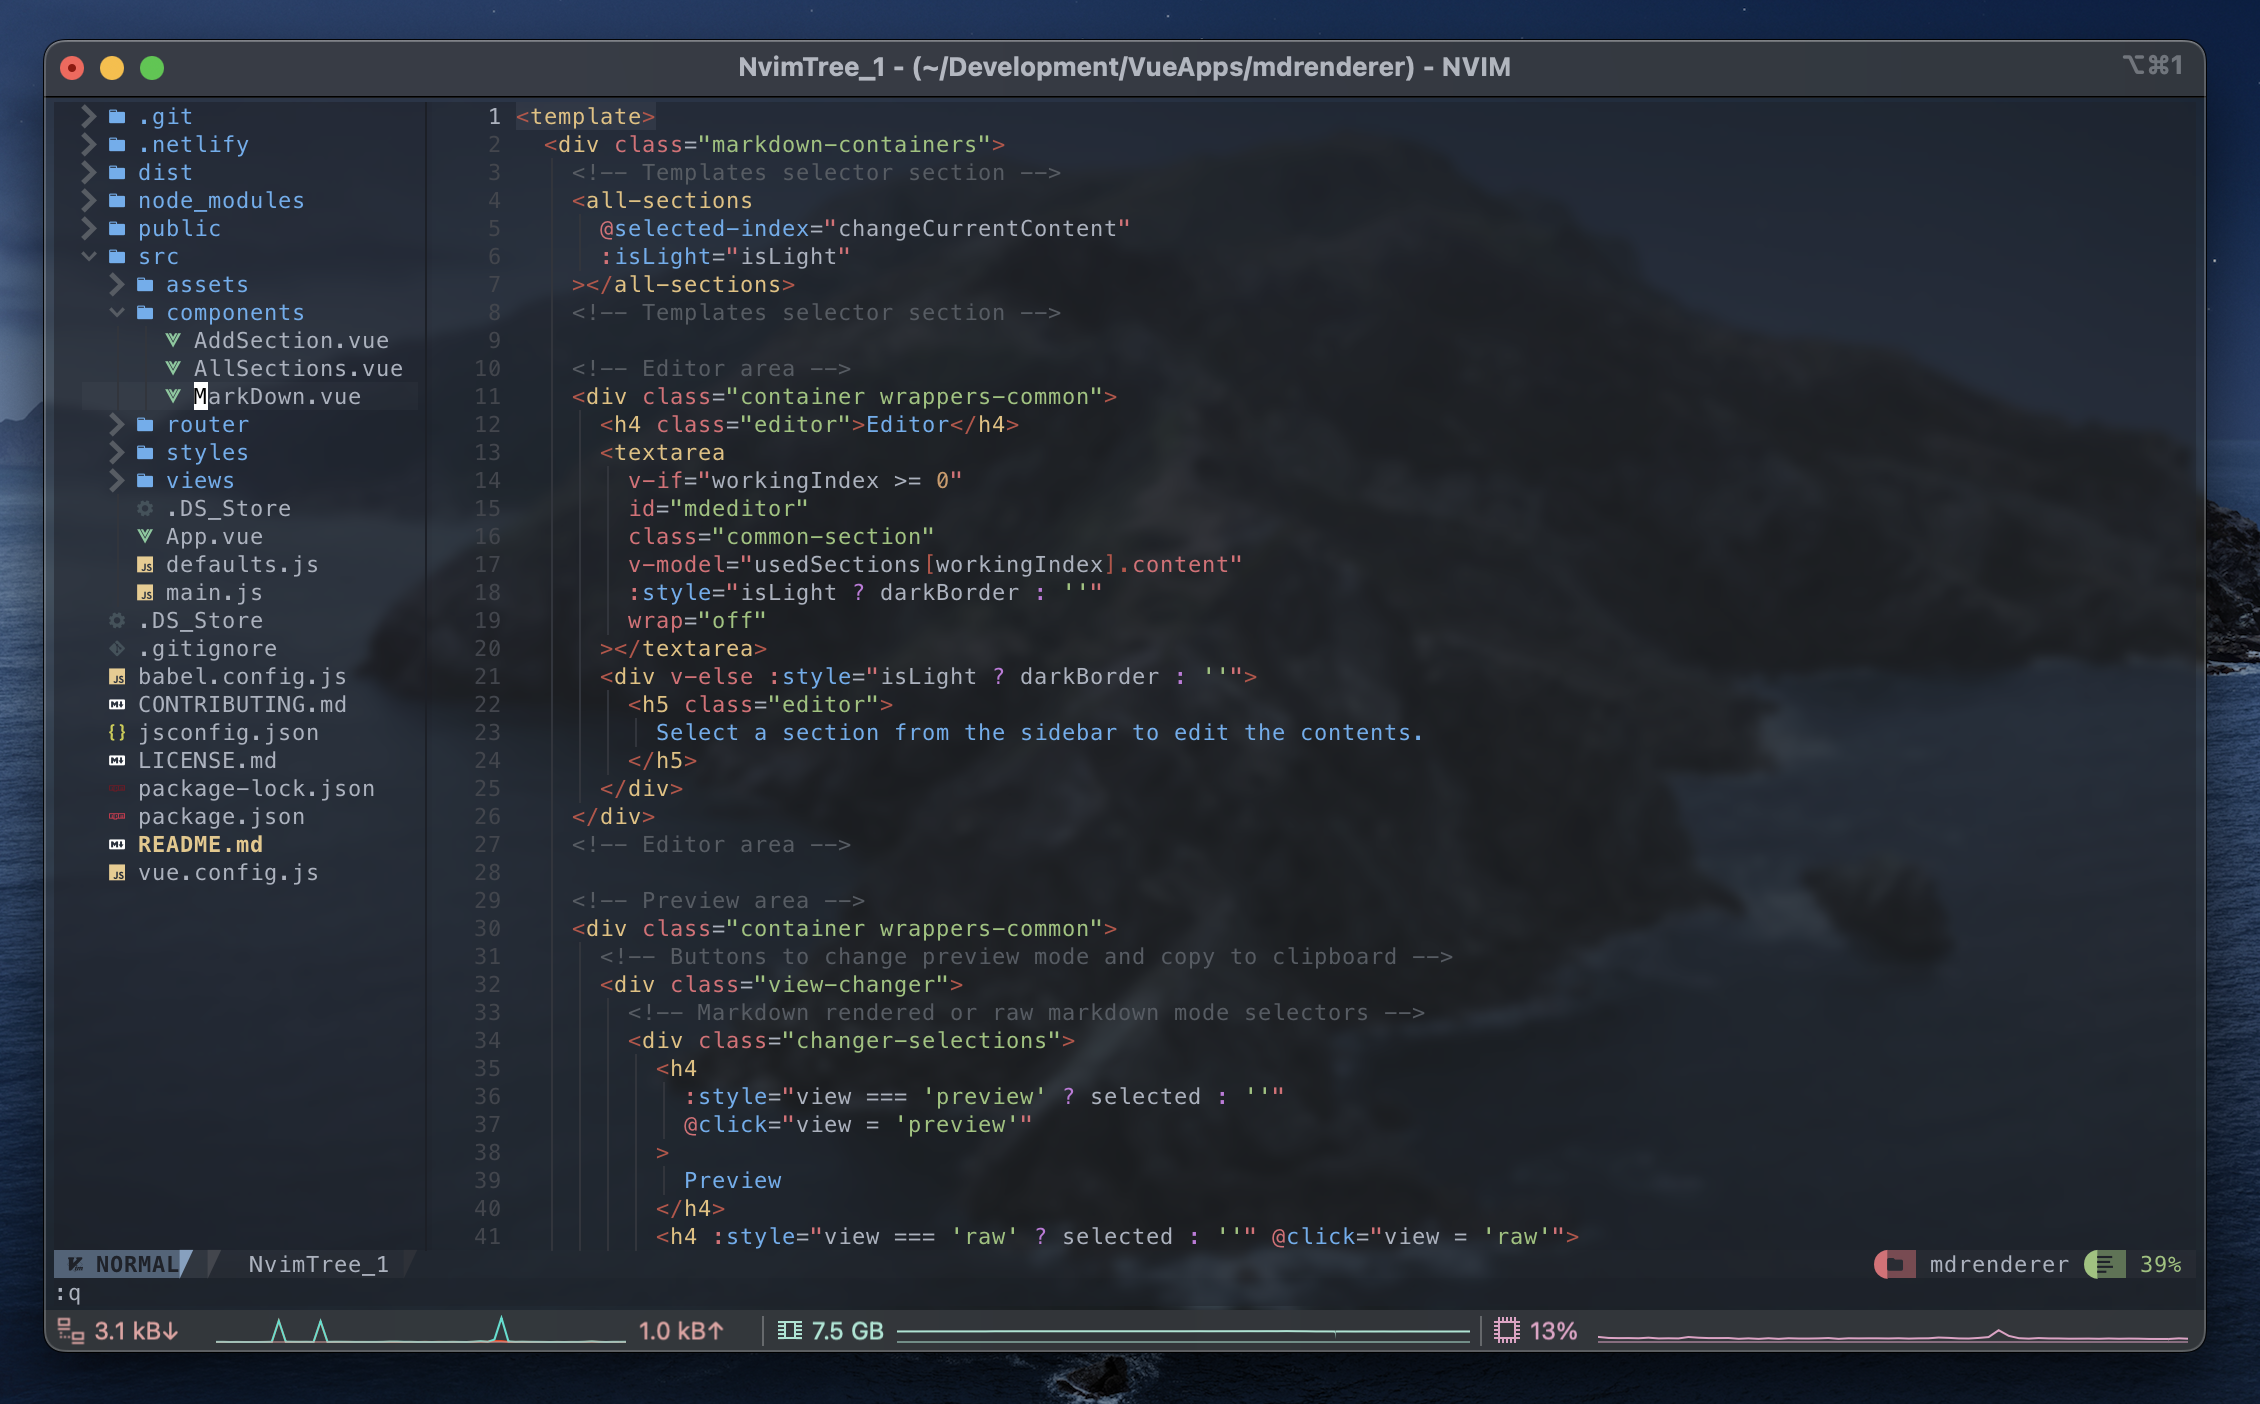 NvimTree_1 - (~/Development/VueApps/mdrenderer) - NVIM
⌥⌘1
.git
.netlify
dist
node_modules
public
src
assets
components
AddSection.vue
AllSections.vue
MarkDown.vue
router
styles
views
.DS_Store
App.vue
JS defaults.js
JS main.js
.DS_Store
.gitignore
JS babel.config.js
CONTRIBUTING.md
{} jsconfig.json
LICENSE.md
package-lock.json
package.json
README.md
JS vue.config.js
1 <template>
2 <div class="markdown-containers">
3 <!-- Templates selector section -->
4 <all-sections
5 @selected-index="changeCurrentContent"
6 :isLight="isLight"
7 ></all-sections>
8 <!-- Templates selector section -->
9
10 <!-- Editor area -->
11 <div class="container wrappers-common">
12 <h4 class="editor">Editor</h4>
13 <textarea
14 v-if="workingIndex >= 0"
15 id="mdeditor"
16 class="common-section"
17 v-model="usedSections[workingIndex].content"
18 :style="isLight ? darkBorder : ''"
19 wrap="off"
20 ></textarea>
21 <div v-else :style="isLight ? darkBorder : ''">
22 <h5 class="editor">
23 Select a section from the sidebar to edit the contents.
24 </h5>
25 </div>
26 </div>
27 <!-- Editor area -->
28
29 <!-- Preview area -->
30 <div class="container wrappers-common">
31 <!-- Buttons to change preview mode and copy to clipboard -->
32 <div class="view-changer">
33 <!-- Markdown rendered or raw markdown mode selectors -->
34 <div class="changer-selections">
35 <h4
36 :style="view === 'preview' ? selected : ''"
37 @click="view = 'preview'"
38 >
39 Preview
40 </h4>
41 <h4 :style="view === 'raw' ? selected : ''" @click="view = 'raw'">
NORMAL NvimTree_1 mdrenderer 39%
:q
3.1 kB↓ 1.0 kB↑ 7.5 GB 13%